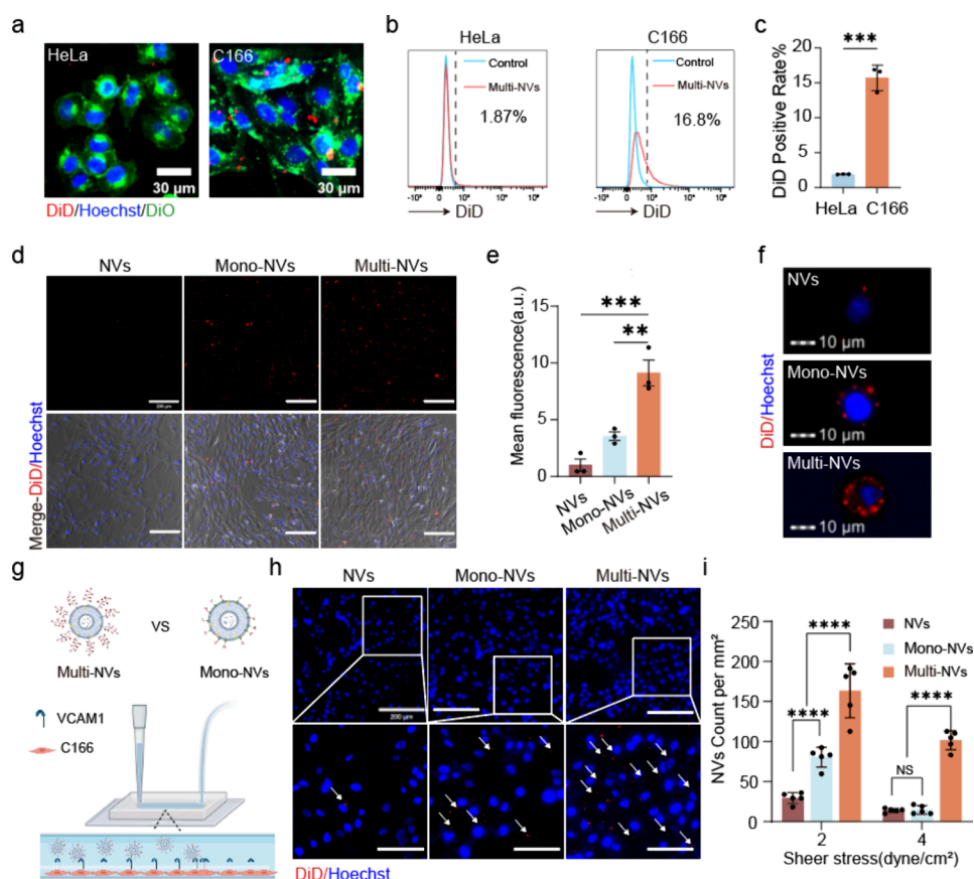 a
HeLa
C166
30 μm
30 μm
DiD/Hoechst/DiO
b
HeLa
Control
Multi-NVs
1.87%
DiD
C166
Control
Multi-NVs
16.8%
DiD
c
***
DiD Positive Rate%
20
15
10
5
0
HeLa C166
d
NVs Mono-NVs Multi-NVs
Merge-DiD/Hoechst
e
Mean fluorescence(a.u.)
15
10
5
0
***
**
NVs
Mono-NVs
Multi-NVs
f
NVs
10 μm
Mono-NVs
10 μm
Multi-NVs
10 μm
DiD/Hoechst
g
VS
Multi-NVs Mono-NVs
VCAM1
C166
h
NVs Mono-NVs Multi-NVs
200 μm
DiD/Hoechst
i
NVs Count per mm²
250
200
150
100
50
0
****
****
****
NS
NVs
Mono-NVs
Multi-NVs
2 4
Sheer stress(dyne/cm²)